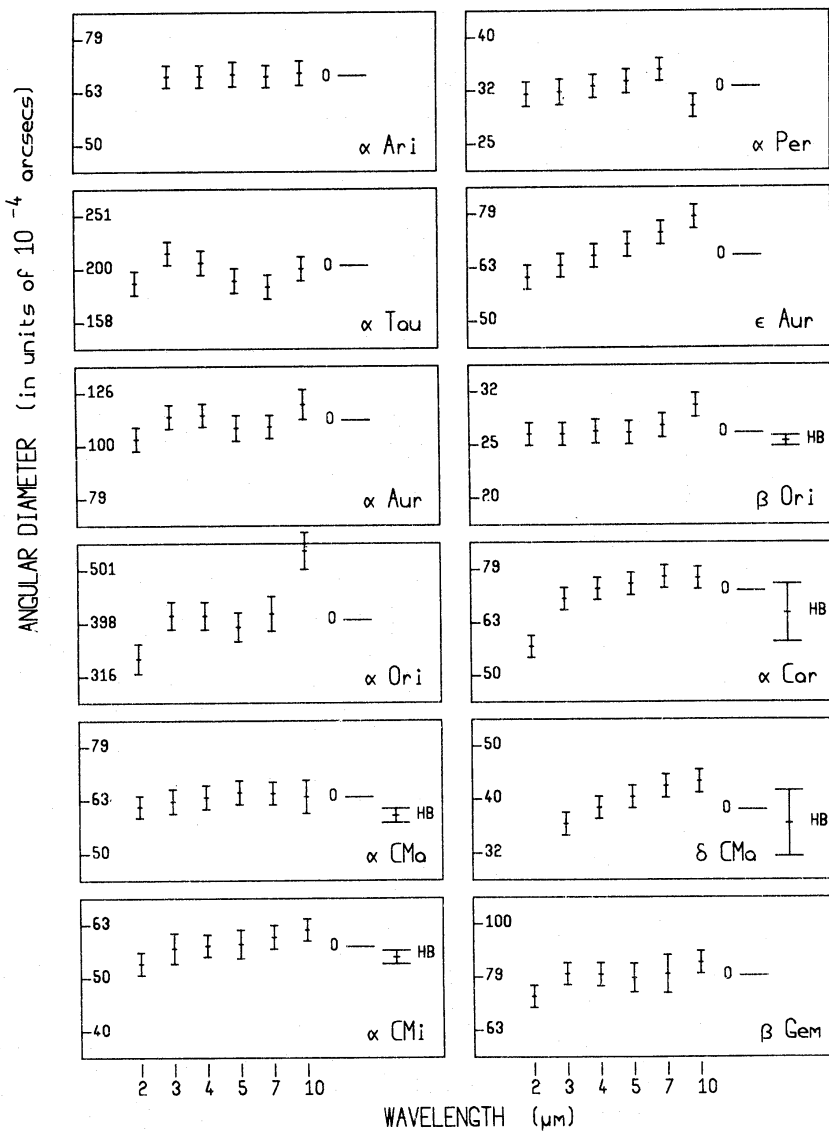 ANGULAR DIAMETER (in units of 10⁻⁴ arcsecs)
79
63
50
O
α Ari
40
32
25
O
α Per
251
200
158
O
α Tau
79
63
50
O
ε Aur
126
100
79
O
α Aur
32
25
20
O
HB
β Ori
501
398
316
O
α Ori
79
63
50
O
HB
α Car
79
63
50
O
HB
α CMa
50
40
32
O
HB
δ CMa
63
50
40
O
HB
α CMi
100
79
63
O
β Gem
2 3 4 5 7 10
2 3 4 5 7 10
WAVELENGTH (μm)